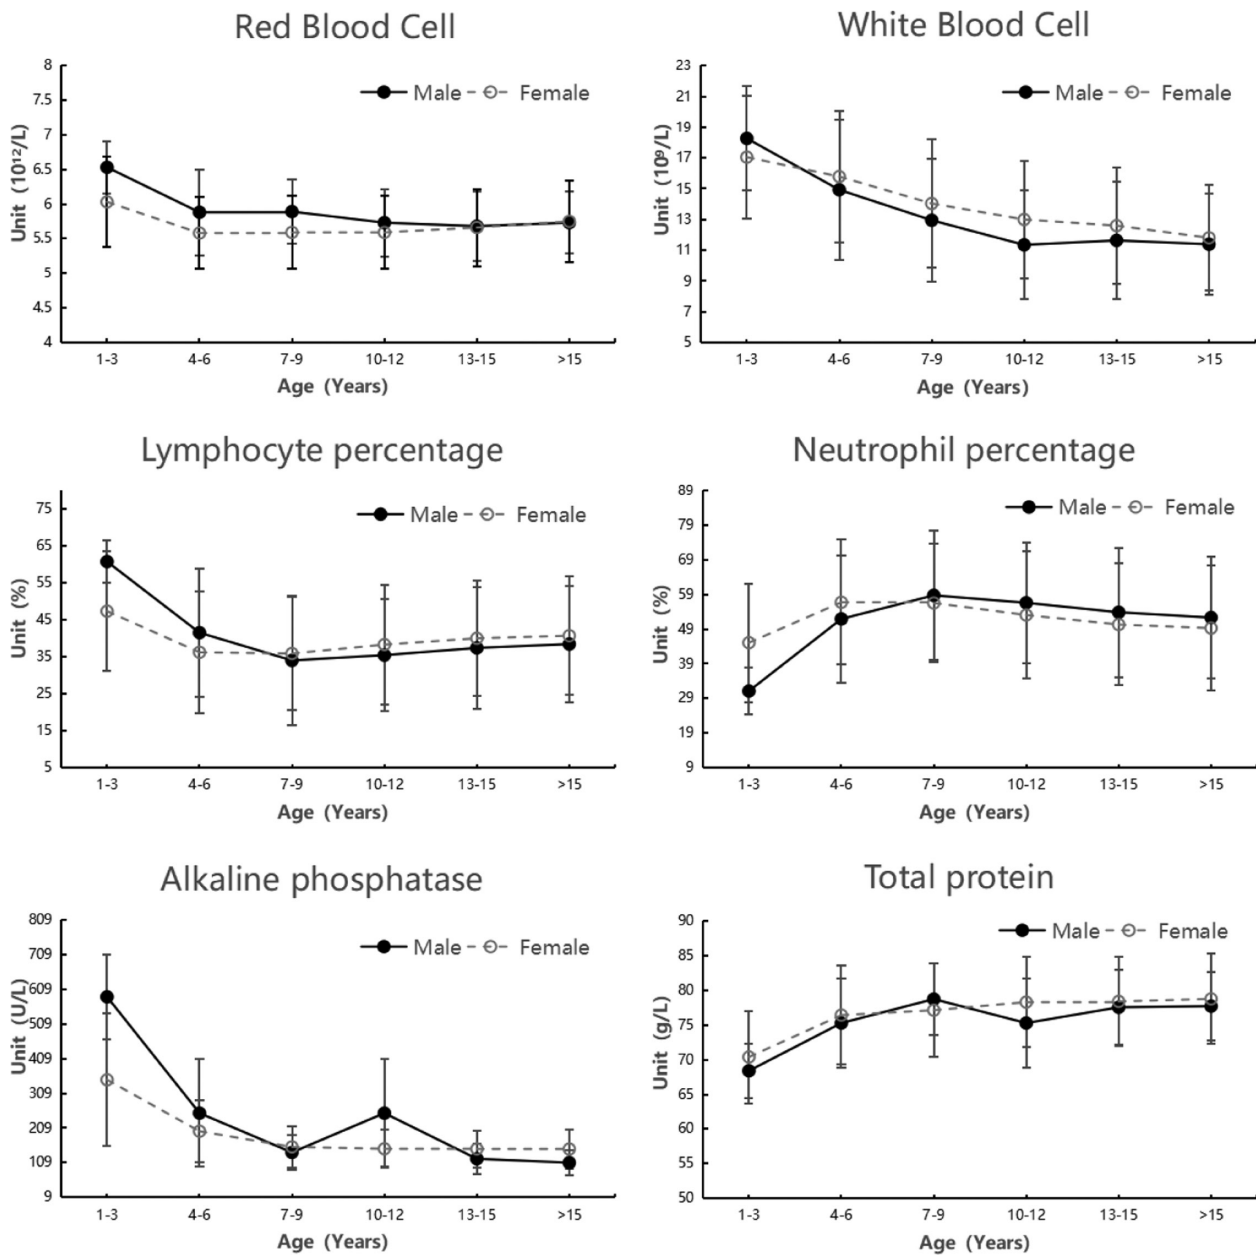 Red Blood Cell
Male Female
8
7.5
7
6.5
6
5.5
5
4.5
4
Unit (10¹²/L)
1-3 4-6 7-9 10-12 13-15 >15
Age (Years)
White Blood Cell
Male Female
23
21
19
17
15
13
11
9
7
5
Unit (10⁹/L)
1-3 4-6 7-9 10-12 13-15 >15
Age (Years)
Lymphocyte percentage
Male Female
75
65
55
45
35
25
15
5
Unit (%)
1-3 4-6 7-9 10-12 13-15 >15
Age (Years)
Neutrophil percentage
Male Female
89
79
69
59
49
39
29
19
9
Unit (%)
1-3 4-6 7-9 10-12 13-15 >15
Age (Years)
Alkaline phosphatase
Male Female
809
709
609
509
409
309
209
109
9
Unit (U/L)
1-3 4-6 7-9 10-12 13-15 >15
Age (Years)
Total protein
Male Female
90
85
80
75
70
65
60
55
50
Unit (g/L)
1-3 4-6 7-9 10-12 13-15 >15
Age (Years)